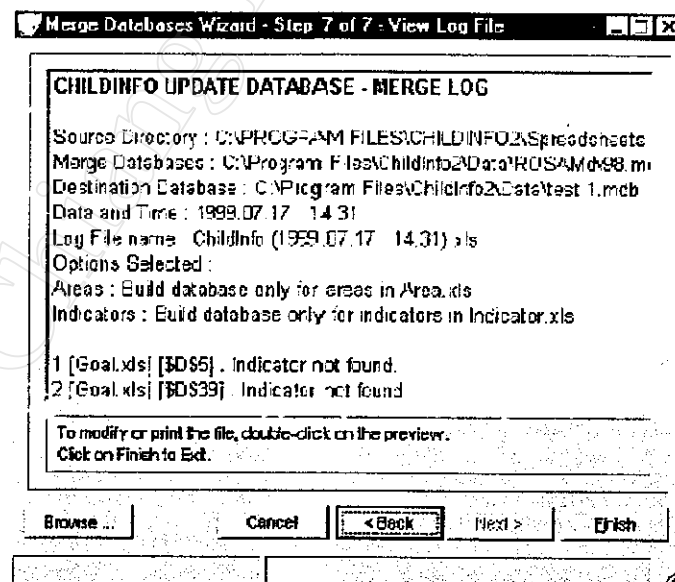 Merge Databases Wizard - Step 7 of 7 - View Log File
CHILDINFO UPDATE DATABASE - MERGE LOG
Source Directory : C:\PROGRAM FILES\CHILDINFO2\Spreadsheets
Merge Databases : C:\Program Files\ChildInfo2\Data\ROSAMdv98.m
Destination Database : C:\Program Files\ChildInfo2\Data\test 1.mdb
Data and Time : 1999.07.17 14.31
Log File name ChildInfo (1999.07.17 14.31).xls
Options Selected :
Areas : Build database only for areas in Area.xls
Indicators : Build database only for indicators in Indicator.xls
1 [Goal.xls] [$D$5] . Indicator not found.
2 [Goal.xls] [$D$39] . Indicator not found
To modify or print the file, double-click on the preview.
Click on Finish to Exit.
Browse ... Cancel < Back Next > Finish
Chiang